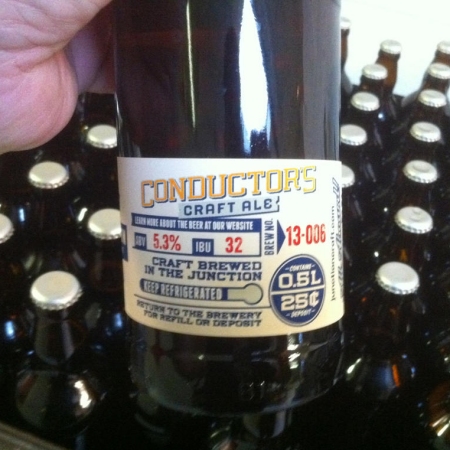 CONDUCTOR'S
CRAFT ALE
LEARN MORE ABOUT THE BEER AT OUR WEBSITE
ABV 5.3% IBU 32 BREW NO. 13-006
CRAFT BREWED
IN THE JUNCTION
KEEP REFRIGERATED
RETURN TO THE BREWERY
FOR REFILL OR DEPOSIT
CONTAINS
0.5L
25¢
DEPOSIT
junctioncraft.com